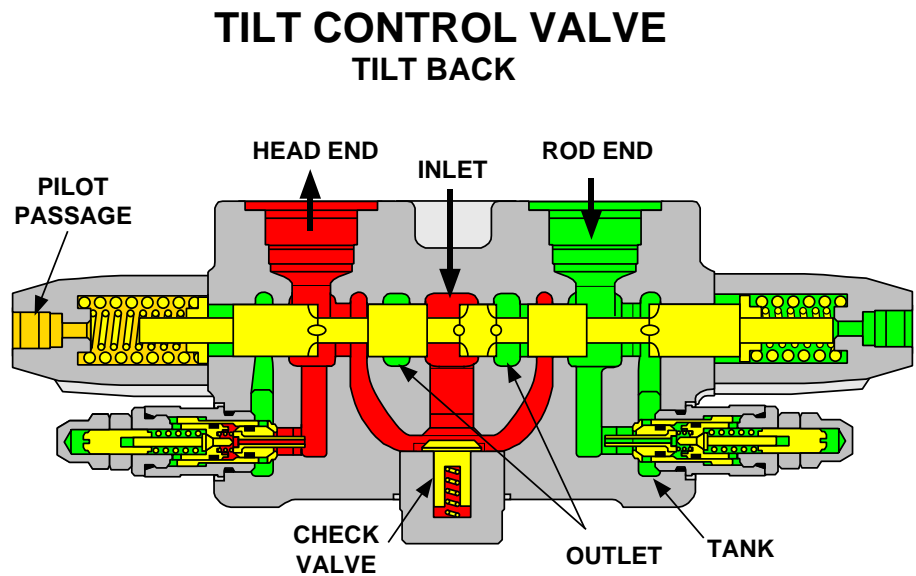 TILT CONTROL VALVE
TILT BACK
HEAD END
INLET
ROD END
PILOT
PASSAGE
CHECK
VALVE
OUTLET
TANK